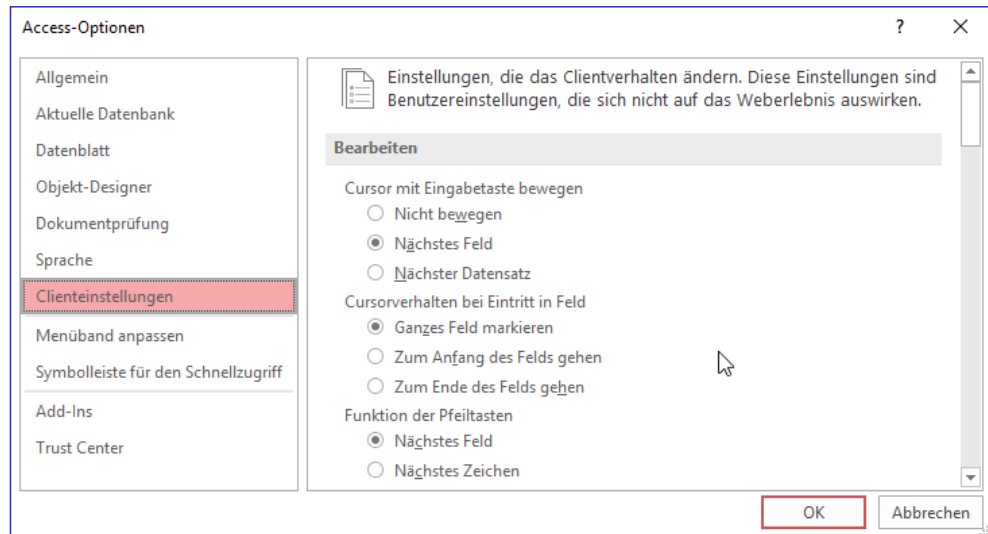 Access-Optionen
?
Allgemein
Aktuelle Datenbank
Datenblatt
Objekt-Designer
Dokumentprüfung
Sprache
Clienteinstellungen
Menüband anpassen
Symbolleiste für den Schnellzugriff
Add-Ins
Trust Center
Einstellungen, die das Clientverhalten ändern. Diese Einstellungen sind
Benutzereinstellungen, die sich nicht auf das Weberlebnis auswirken.
Bearbeiten
Cursor mit Eingabetaste bewegen
Nicht bewegen
Nächstes Feld
Nächster Datensatz
Cursorverhalten bei Eintritt in Feld
Ganzes Feld markieren
Zum Anfang des Felds gehen
Zum Ende des Felds gehen
Funktion der Pfeiltasten
Nächstes Feld
Nächstes Zeichen
OK
Abbrechen